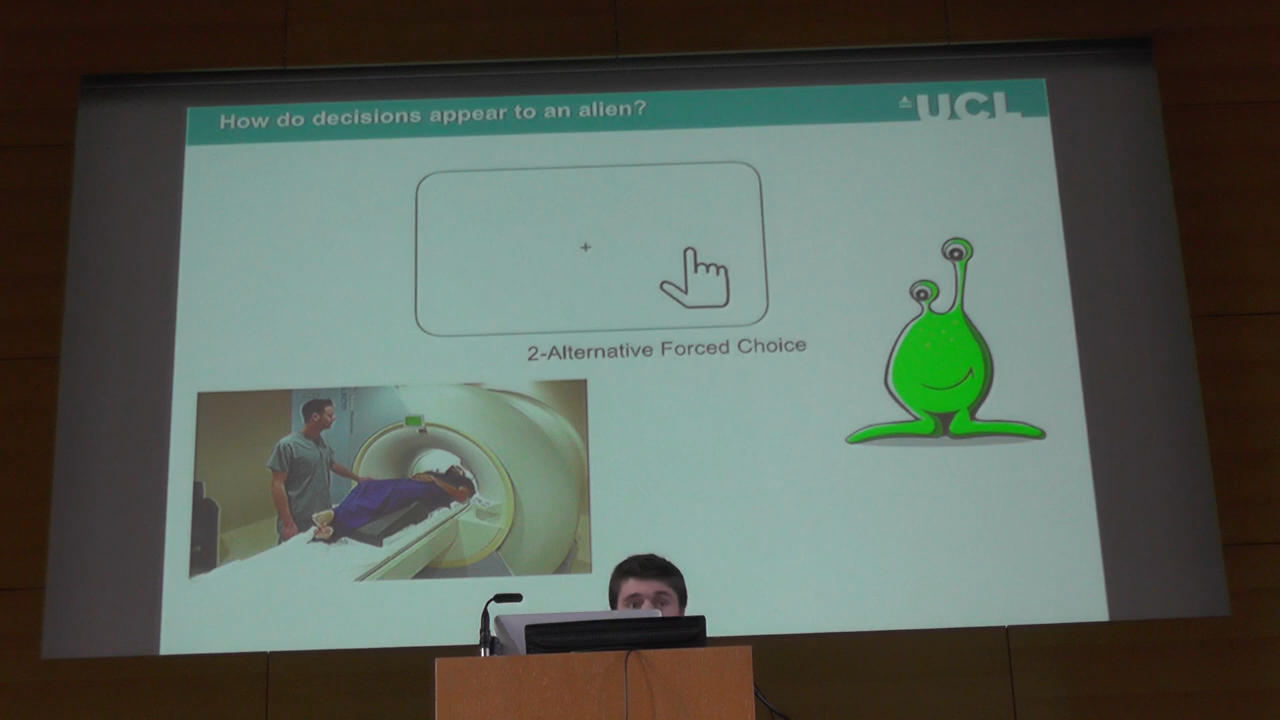 How do decisions appear to an alien?
UCL
+
2-Alternative Forced Choice